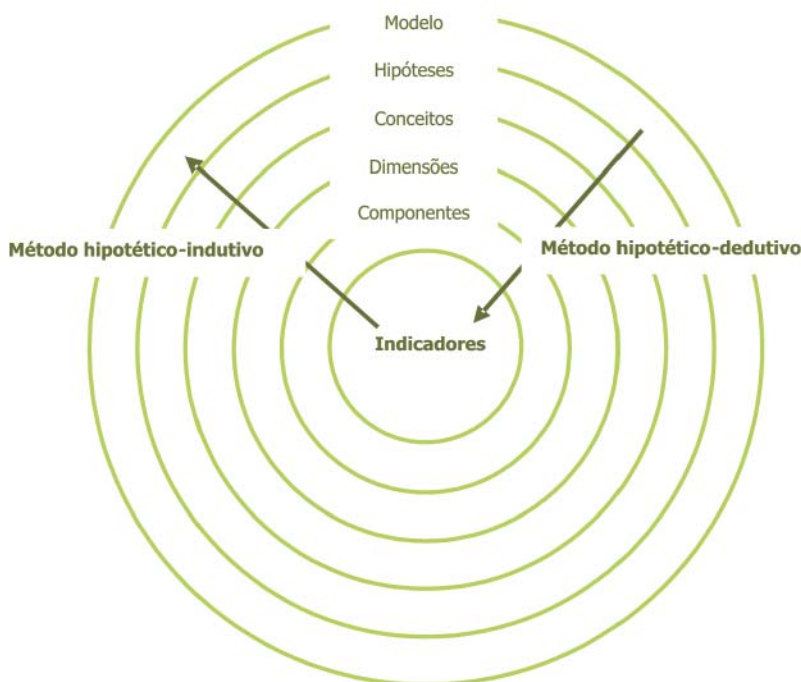 Modelo
Hipóteses
Conceitos
Dimensões
Componentes
Método hipotético-indutivo
Método hipotético-dedutivo
Indicadores